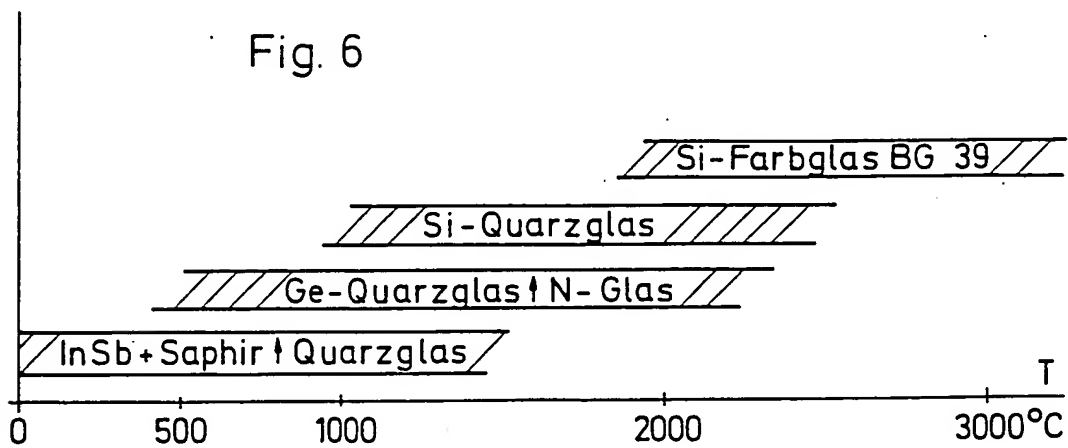 Fig. 6
Si-Farbglas BG 39
Si-Quarzglas
Ge-Quarzglas ↑ N-Glas
InSb+Saphir ↑ Quarzglas
T
0 500 1000 2000 3000°C